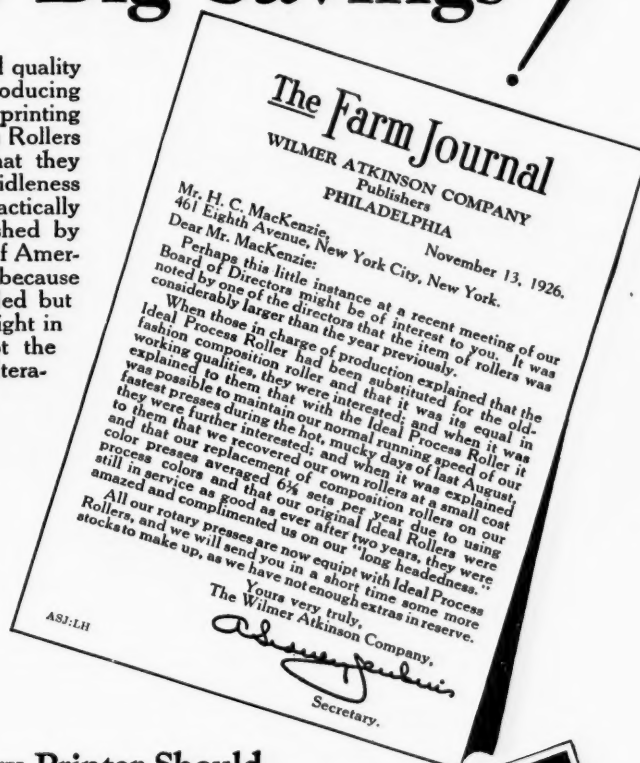 Big Savings!
quality
oducing
printing
Rollers
at they
idleness
actically
shed by
f Amer-
because
ed but
ight in
t the
tera-
The Farm Journal
WILMER ATKINSON COMPANY
Publishers
PHILADELPHIA
November 13, 1926.
Mr. H. C. MacKenzie,
461 Eighth Avenue, New York City, New York.
Dear Mr. MacKenzie:
Perhaps this little instance at a recent meeting of our
Board of Directors might be of interest to you. It was
noted by one of the directors that the item of rollers was
considerably larger than the year previously.
When those in charge of production explained that the
Ideal Process Roller had been substituted for the old-
fashion composition roller and that it was its equal in
working qualities, they were interested; and when it was
explained to them that with the Ideal Process Roller it
was possible to maintain our normal running speed of our
fastest presses during the hot, mucky days of last August,
they were further interested; and when it was explained
to them that we recovered our own rollers at a small cost
and that our replacement of composition rollers on our
color presses averaged 6½ sets per year due to using
process colors and that our original Ideal Rollers were
still in service as good as ever after two years, they were
amazed and complimented us on our "long headedness."
All our rotary presses are now equipt with Ideal Process
Rollers, and we will send you in a short time some more
stocks to make up, as we have not enough extras in reserve.
Yours very truly,
The Wilmer Atkinson Company,
Secretary.
ASJ:LH
Printer Should